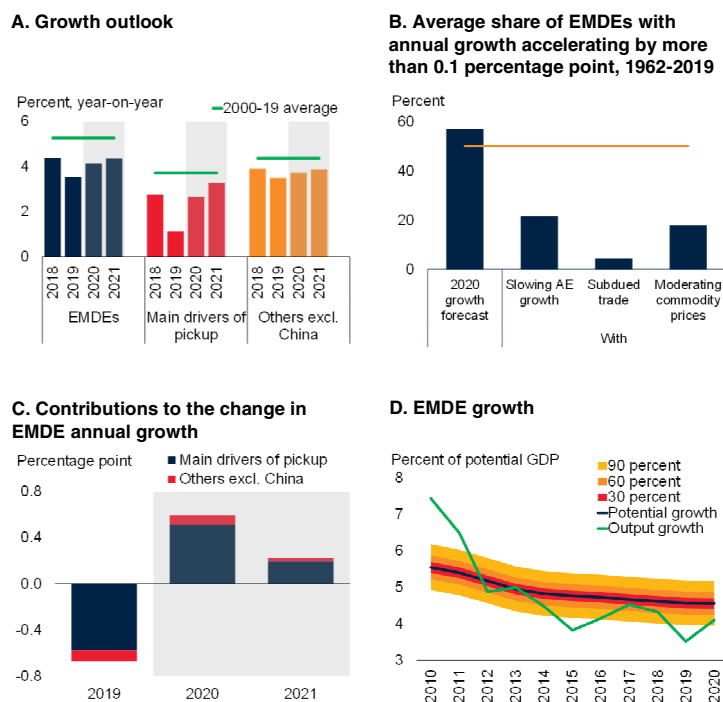 A. Growth outlook
Percent, year-on-year
2000-19 average
6
4
2
0
2018
2019
2020
2021
2018
2019
2020
2021
2018
2019
2020
2021
EMDEs
Main drivers of
pickup
Others excl.
China
B. Average share of EMDEs with
annual growth accelerating by more
than 0.1 percentage point, 1962-2019
Percent
60
40
20
0
2020
growth
forecast
Slowing AE
growth
Subdued
trade
Moderating
commodity
prices
With
C. Contributions to the change in
EMDE annual growth
Percentage point
Main drivers of pickup
Others excl. China
0.8
0.4
0.0
-0.4
-0.8
2019
2020
2021
D. EMDE growth
Percent of potential GDP
90 percent
60 percent
30 percent
Potential growth
Output growth
8
7
6
5
4
3
2010
2011
2012
2013
2014
2015
2016
2017
2018
2019
2020